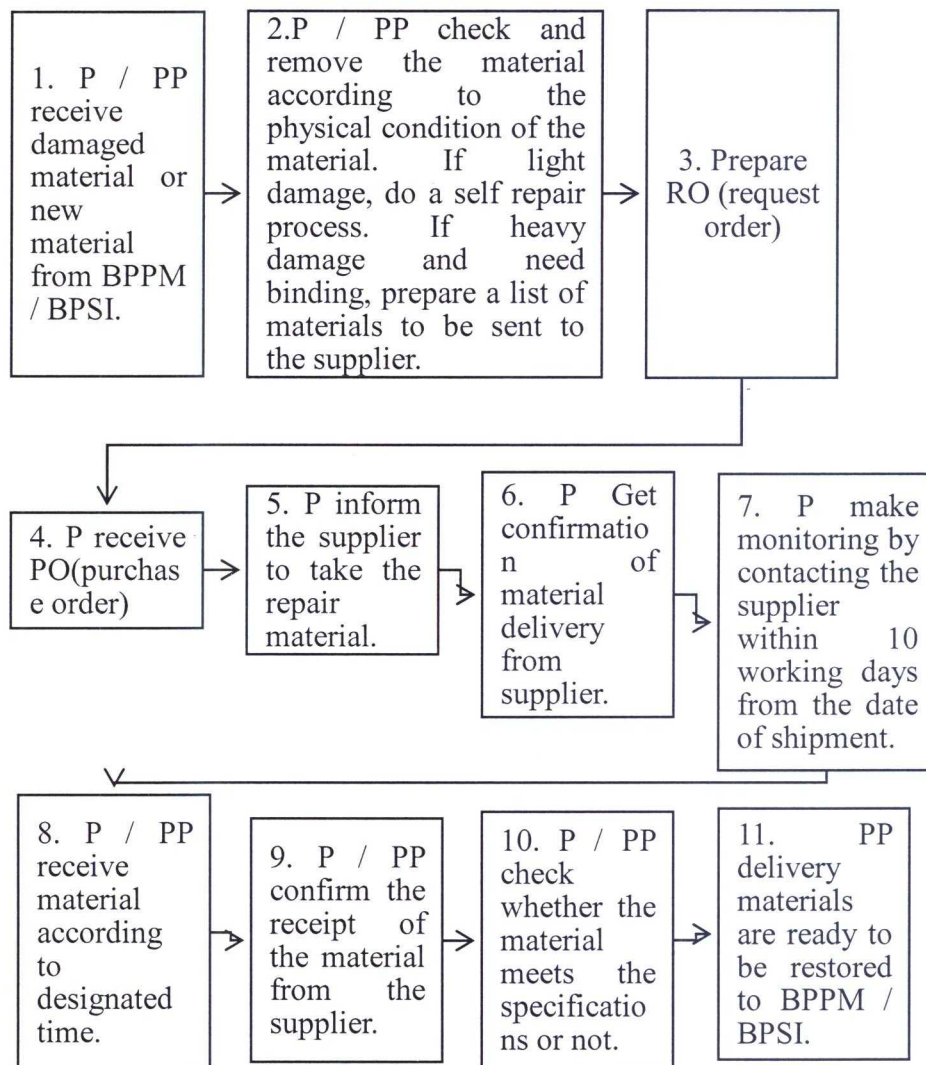 1. P / PP
receive
damaged
material or
new
material
from BPPM
/ BPSI.
2.P / PP check and
remove the material
according to the
physical condition of the
material. If light
damage, do a self repair
process. If heavy
damage and need
binding, prepare a list of
materials to be sent to
the supplier.
3. Prepare
RO (request
order)
4. P receive
PO(purchas
e order)
5. P inform
the supplier
to take the
repair
material.
6. P Get
confirmatio
n of
material
delivery
from
supplier.
7. P make
monitoring by
contacting the
supplier
within 10
working days
from the date
of shipment.
8. P / PP
receive
material
according
to
designated
time.
9. P / PP
confirm the
receipt of
the material
from the
supplier.
10. P / PP
check
whether the
material
meets the
specificatio
ns or not.
11. PP
delivery
materials
are ready to
be restored
to BPPM /
BPSI.